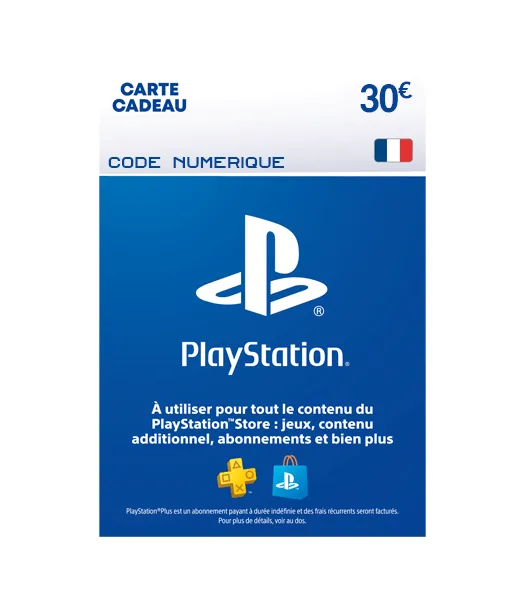 CARTE
CADEAU
30€
CODE NUMERIQUE
®
PlayStation®
À utiliser pour tout le contenu du
PlayStation™Store : jeux, contenu
additionnel, abonnements et bien plus
PlayStation®Plus est un abonnement payant à durée indéfinie et des frais récurrents seront facturés.
Pour plus de détails, voir au dos.